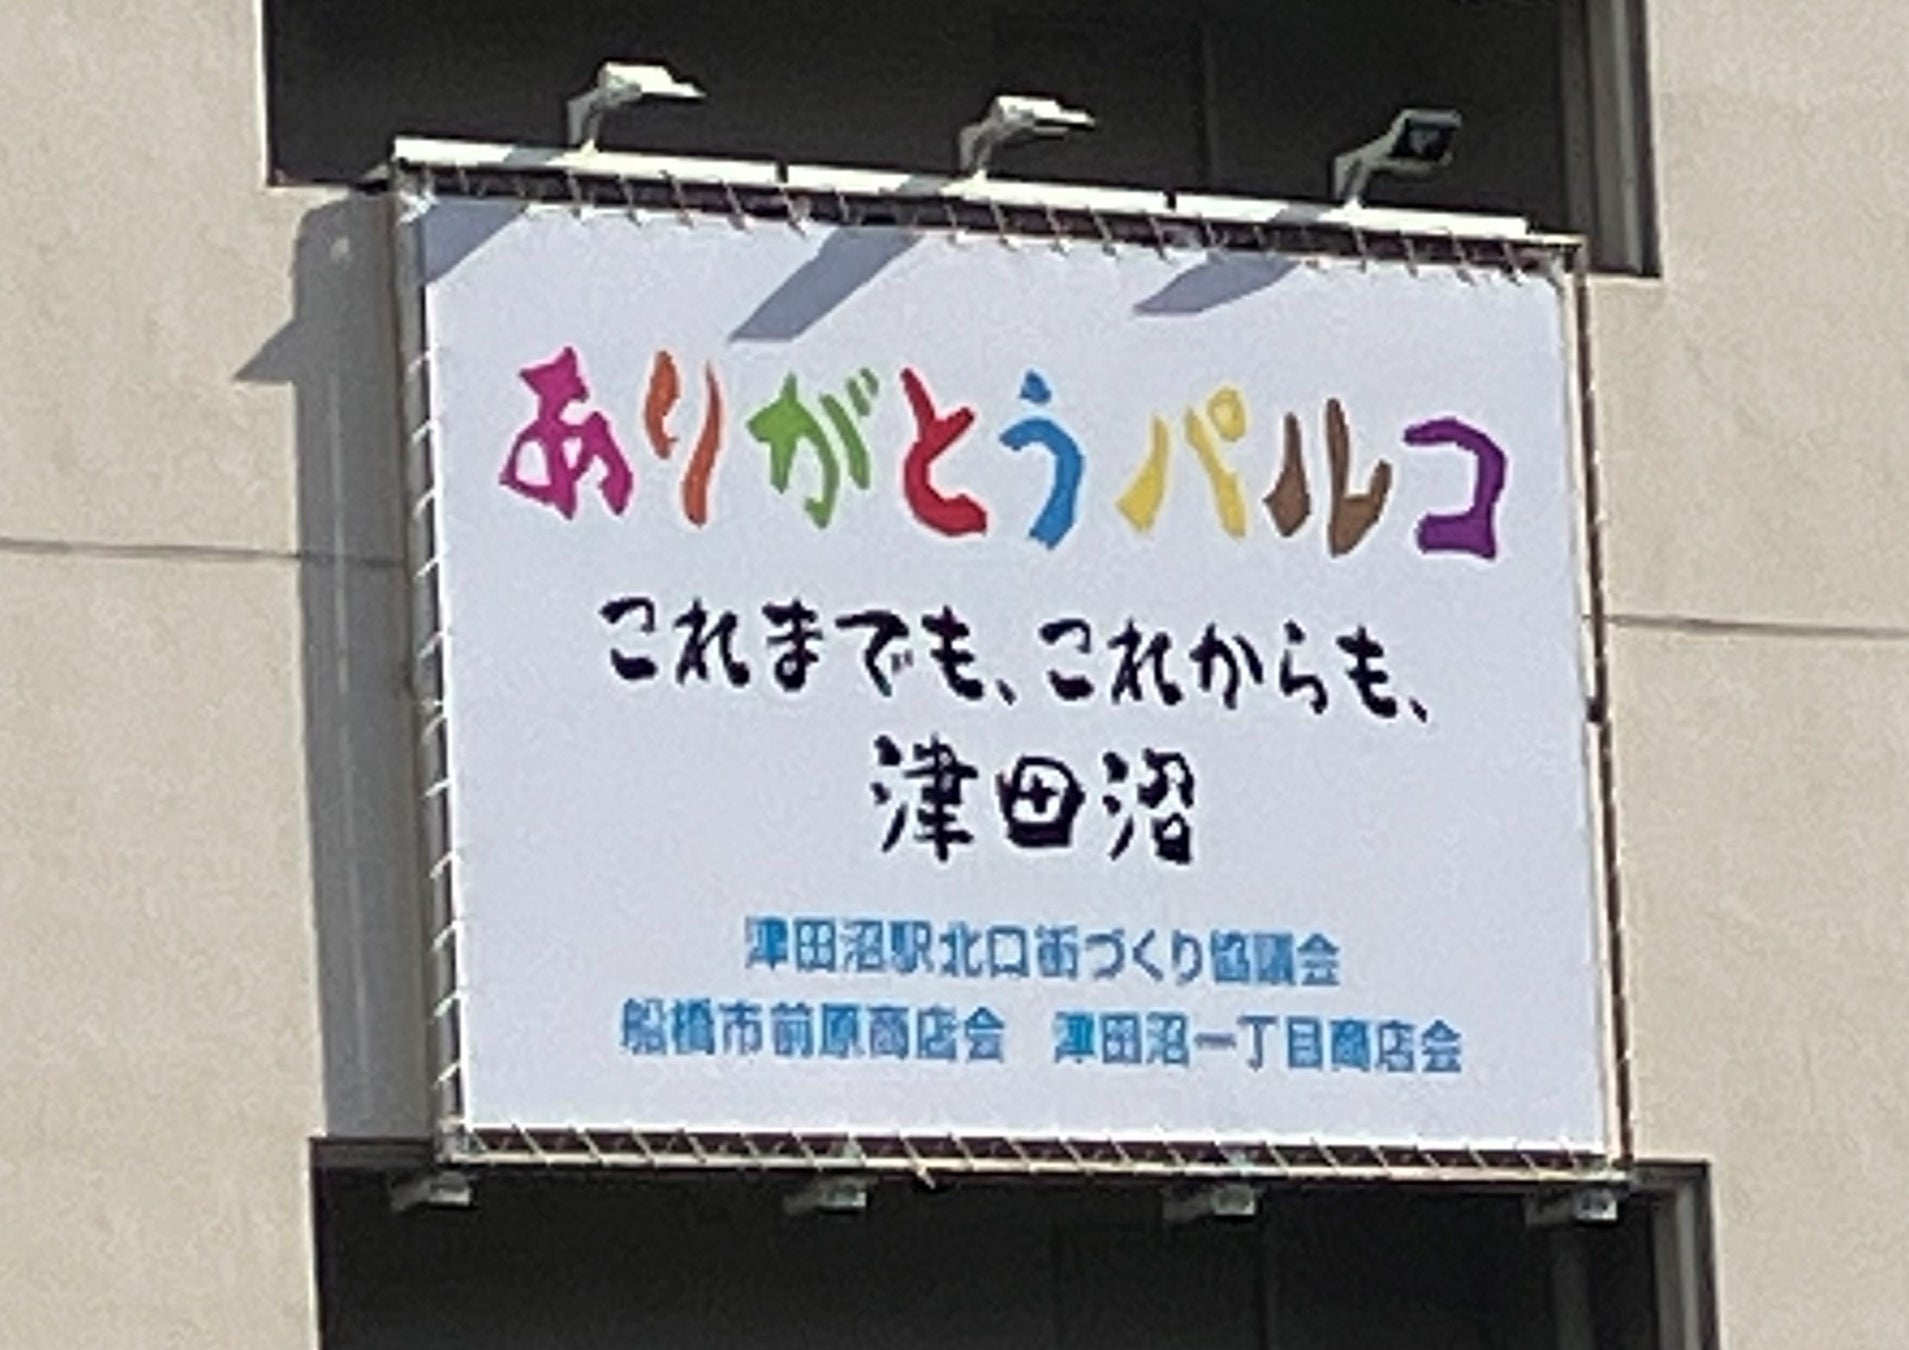 ありがとうパルコ
これまでも、これからも、
津田沼
津田沼駅北口街づくり協議会
船橋市前原商店会　津田沼一丁目商店会